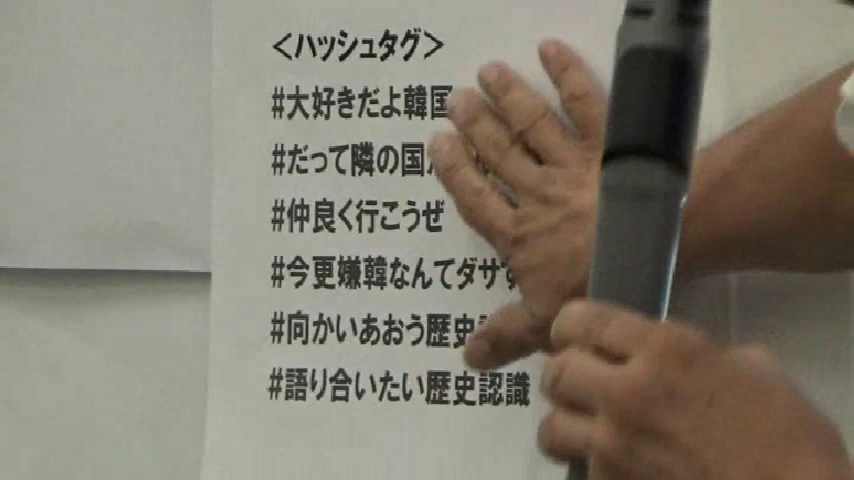 ＜ハッシュタグ＞
#大好きだよ韓国
#だって隣の国
#仲良く行こうぜ
#今更嫌韓なんてダサ
#向かいあおう歴史
#語り合いたい歴史認識